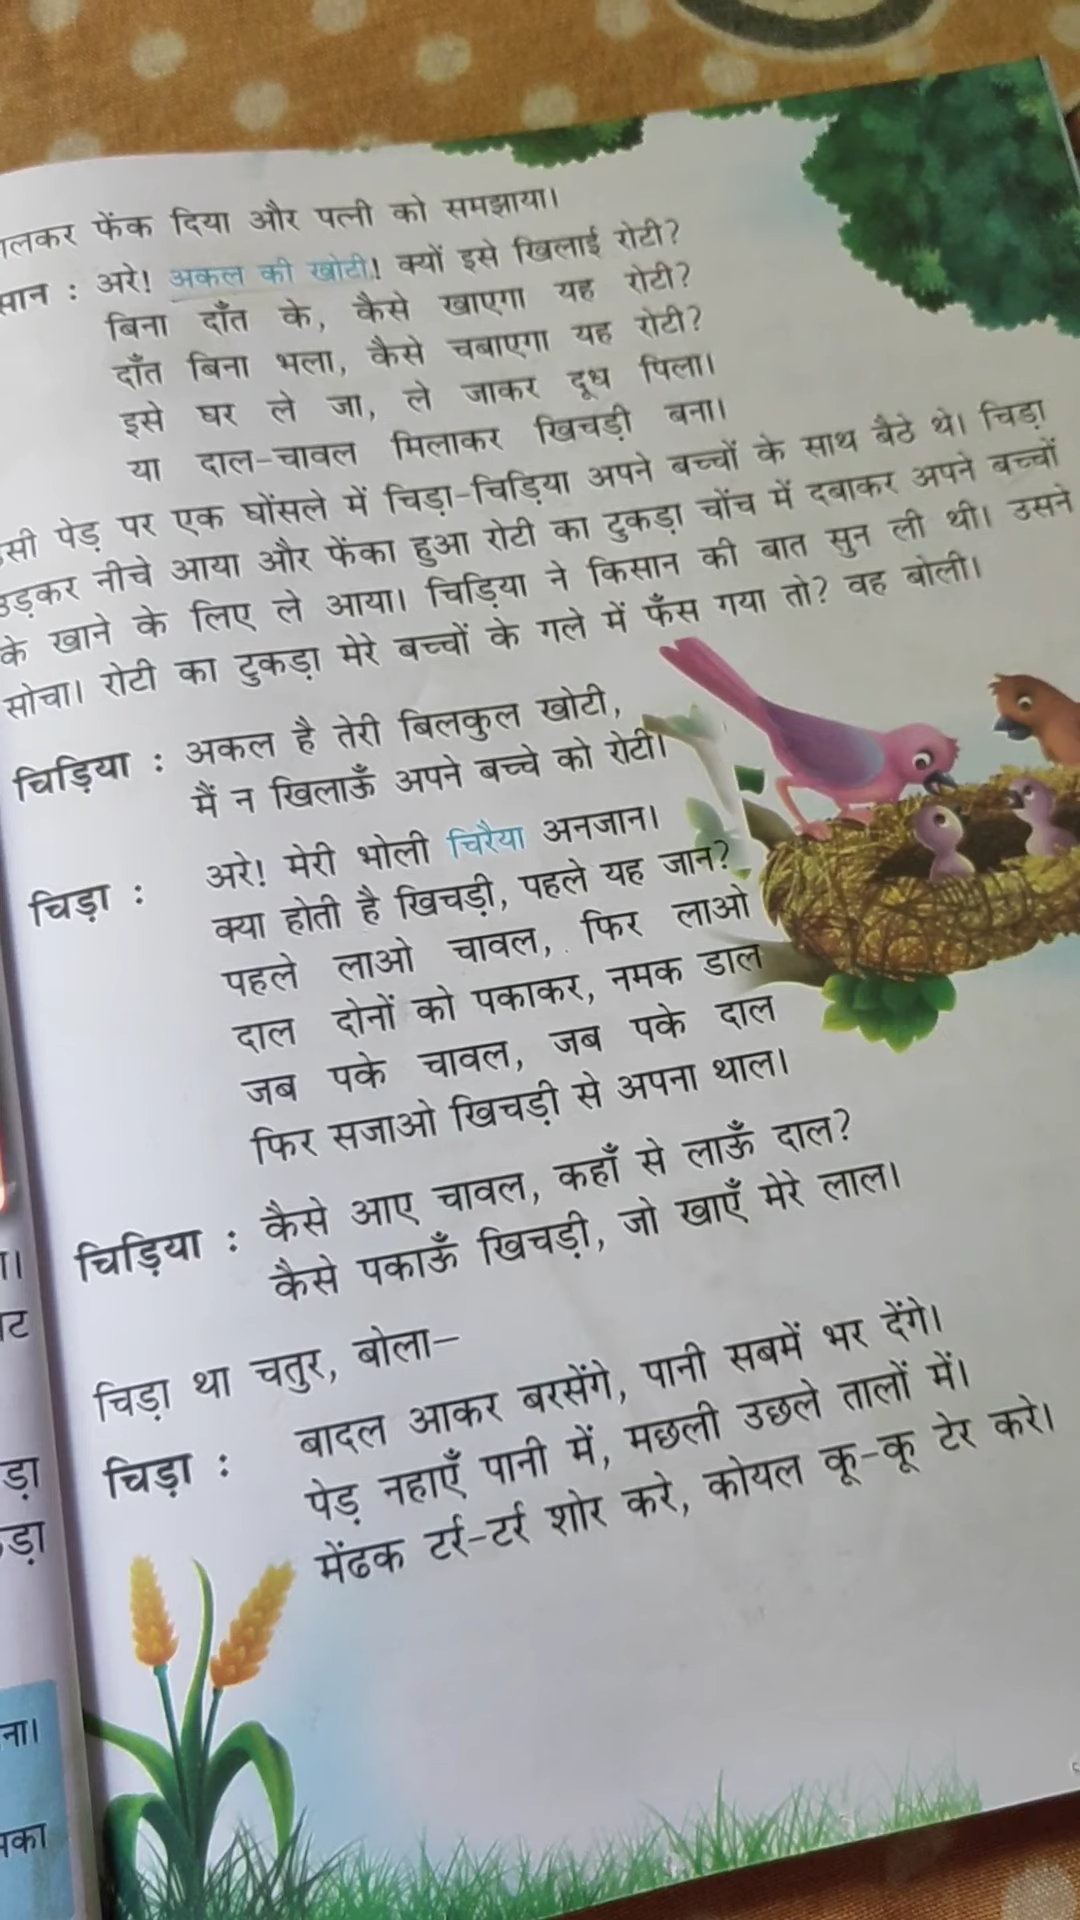 फेंक दिया और पत्नी को समझाया।
अरे! अकल की खोटी! क्यों इसे खिलाई रोटी?
बिना दाँत के, कैसे खाएगा यह रोटी?
दाँत बिना भला, कैसे चबाएगा यह रोटी?
इसे घर ले जा, ले जाकर दूध पिला।
या दाल-चावल मिलाकर खिचड़ी बना।
पेड़ पर एक घोंसले में चिड़ा-चिड़िया अपने बच्चों के साथ बैठे थे। चिड़ा
उड़कर नीचे आया और फेंका हुआ रोटी का टुकड़ा चोंच में दबाकर अपने बच्चों
के खाने के लिए ले आया। चिड़िया ने किसान की बात सुन ली थी। उसने
सोचा। रोटी का टुकड़ा मेरे बच्चों के गले में फँस गया तो? वह बोली।
चिड़िया : अकल है तेरी बिलकुल खोटी,
मैं न खिलाऊँ अपने बच्चे को रोटी।
चिड़ा : अरे! मेरी भोली चिरैया अनजान।
क्या होती है खिचड़ी, पहले यह जान?
पहले लाओ चावल, फिर लाओ
दाल दोनों को पकाकर, नमक डाल
जब पके चावल, जब पके दाल
फिर सजाओ खिचड़ी से अपना थाल।
चिड़िया : कैसे आए चावल, कहाँ से लाऊँ दाल?
कैसे पकाऊँ खिचड़ी, जो खाएँ मेरे लाल।
चिड़ा था चतुर, बोला—
चिड़ा : बादल आकर बरसेंगे, पानी सबमें भर देंगे।
पेड़ नहाएँ पानी में, मछली उछले तालों में।
मेंढक टर्र-टर्र शोर करे, कोयल कू-कू टेर करे।